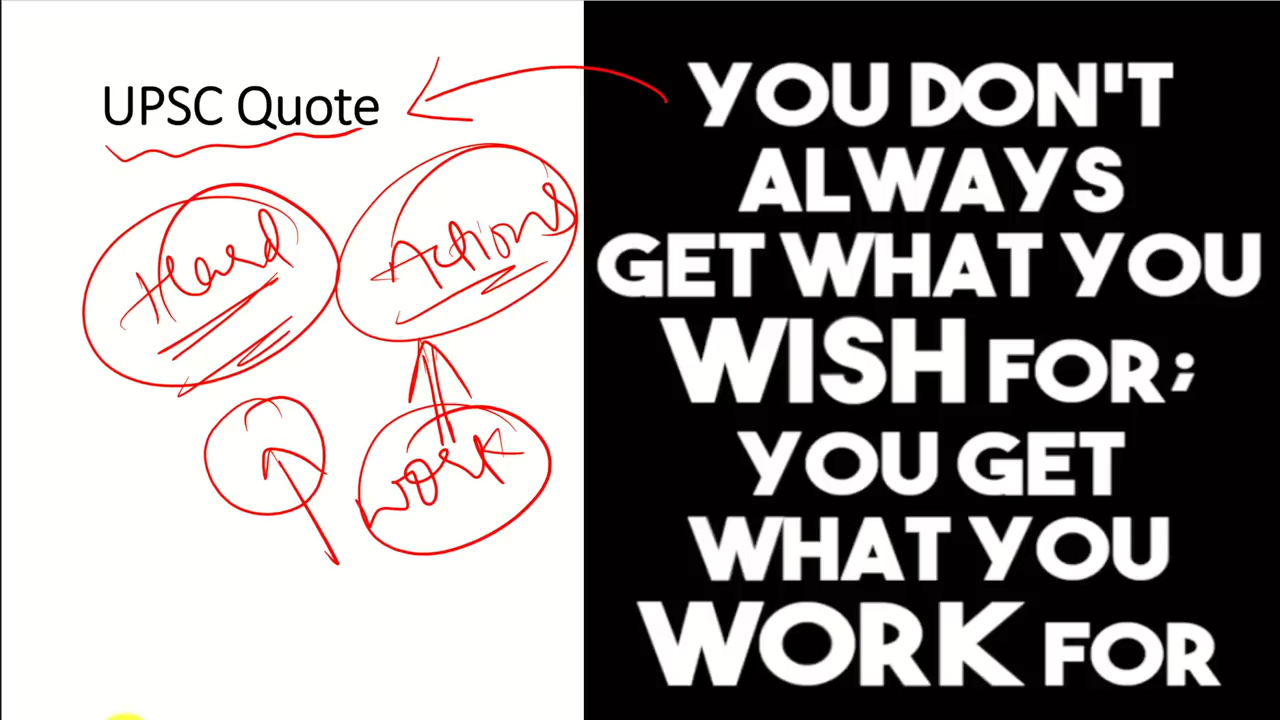 UPSC Quote
Hard
Actions
work
YOU DON'T
ALWAYS
GET WHAT YOU
WISH FOR;
YOU GET
WHAT YOU
WORK FOR